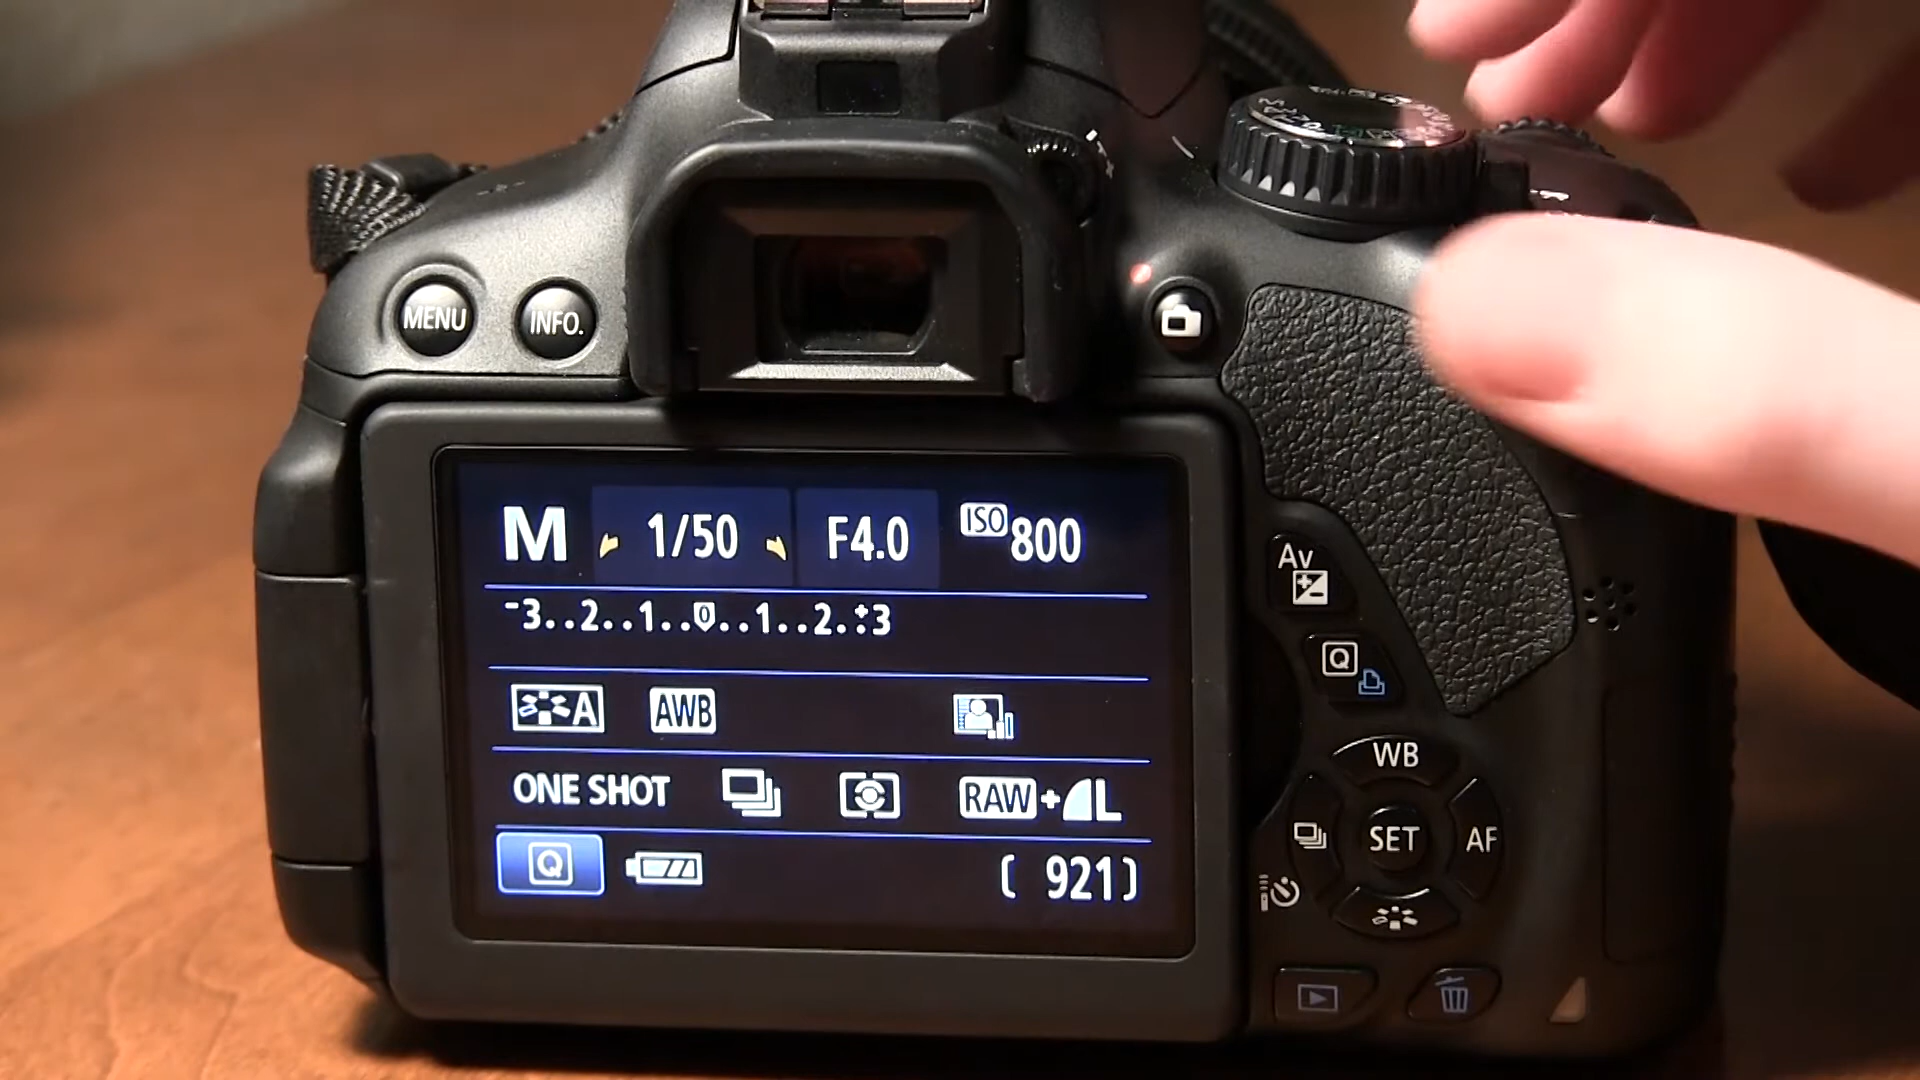 MENU INFO.
M 1/50 F4.0 ISO 800
-3..2..1..0..1..2.:+3
A AWB
ONE SHOT RAW+L
Q [ 921]
Av
Q
WB
SET AF